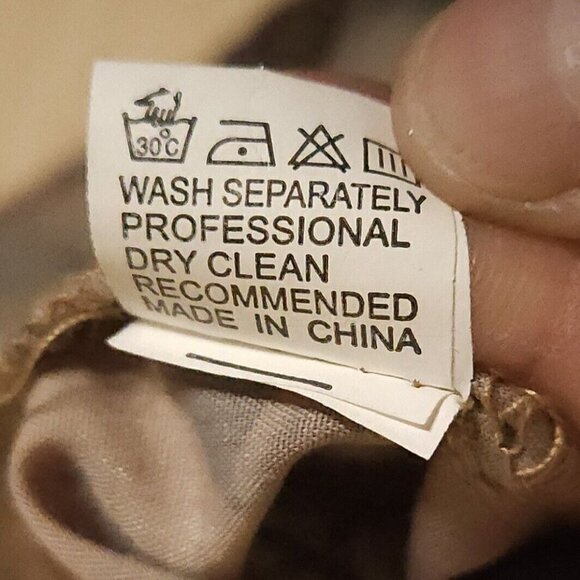 30°C
WASH SEPARATELY
PROFESSIONAL
DRY CLEAN
RECOMMENDED
MADE IN CHINA